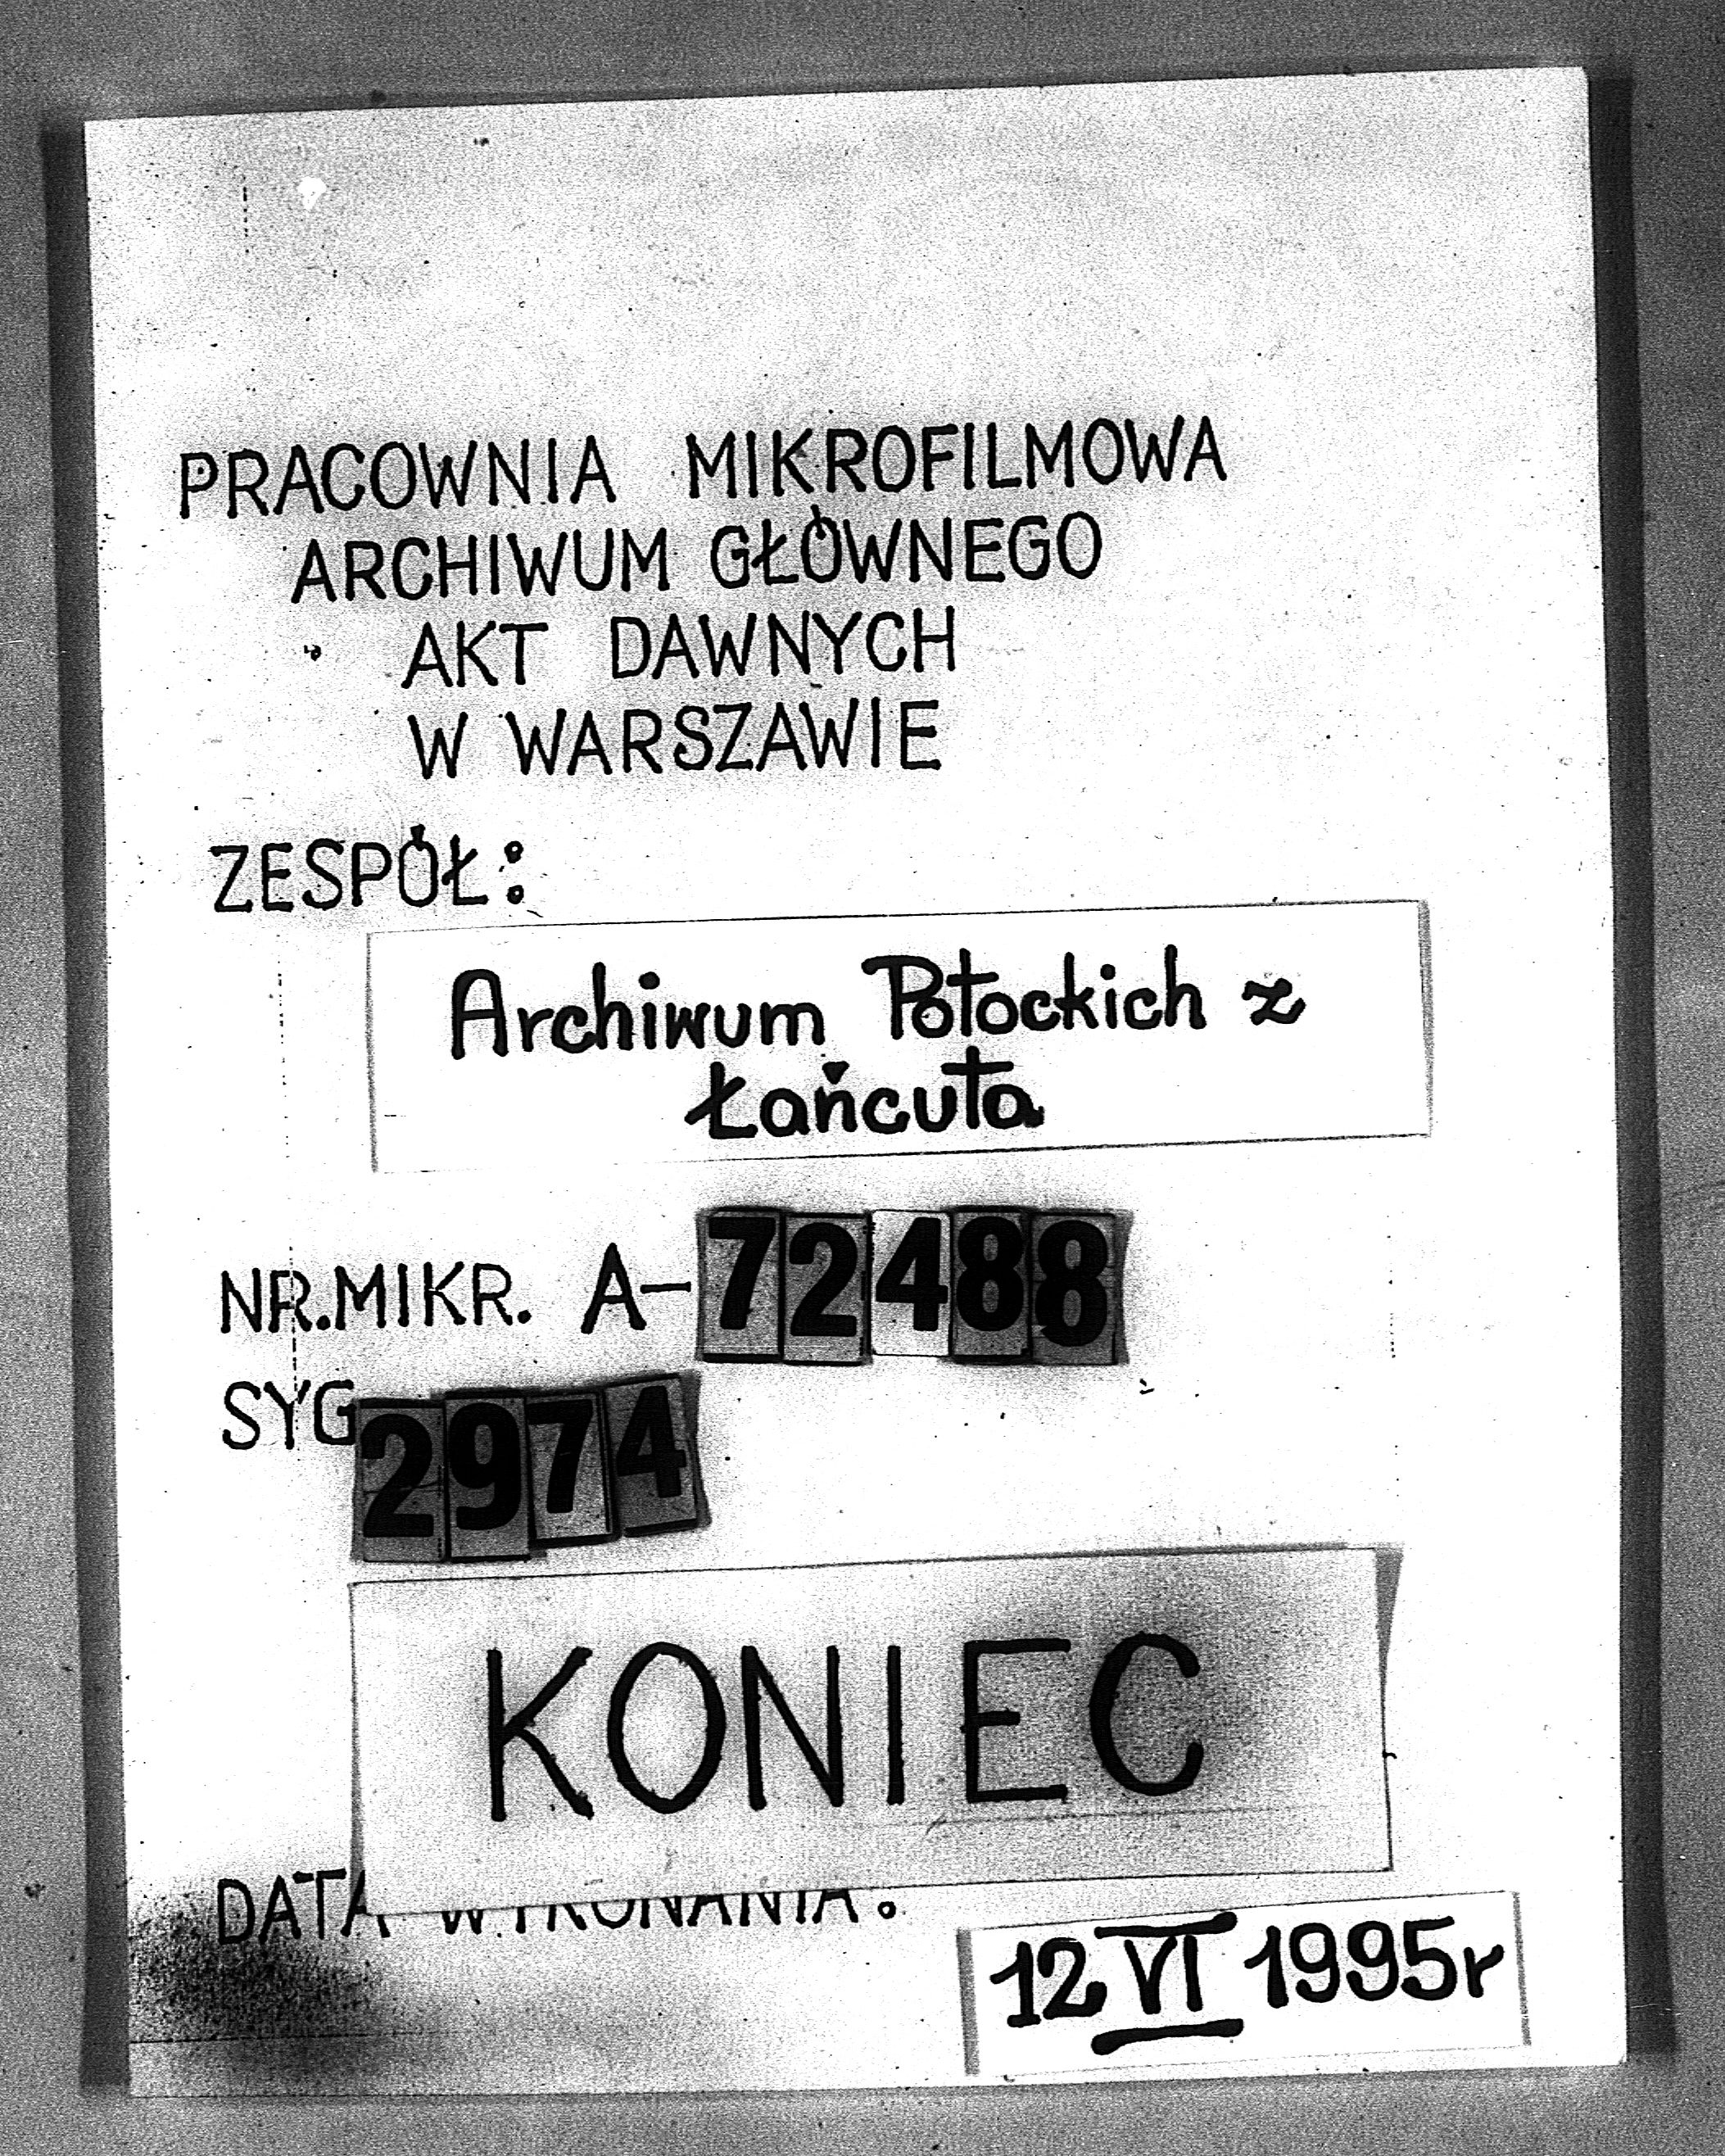 PRACOWNIA MIKROFILMOWA
ARCHIWUM GŁÓWNEGO
AKT DAWNYCH
W WARSZAWIE
ZESPÓŁ:
Archiwum Potockich z
Łańcuta
NR.MIKR. A-72488
SYG 2974
KONIEC
DATA WYKONANIA:
12 VI 1995r